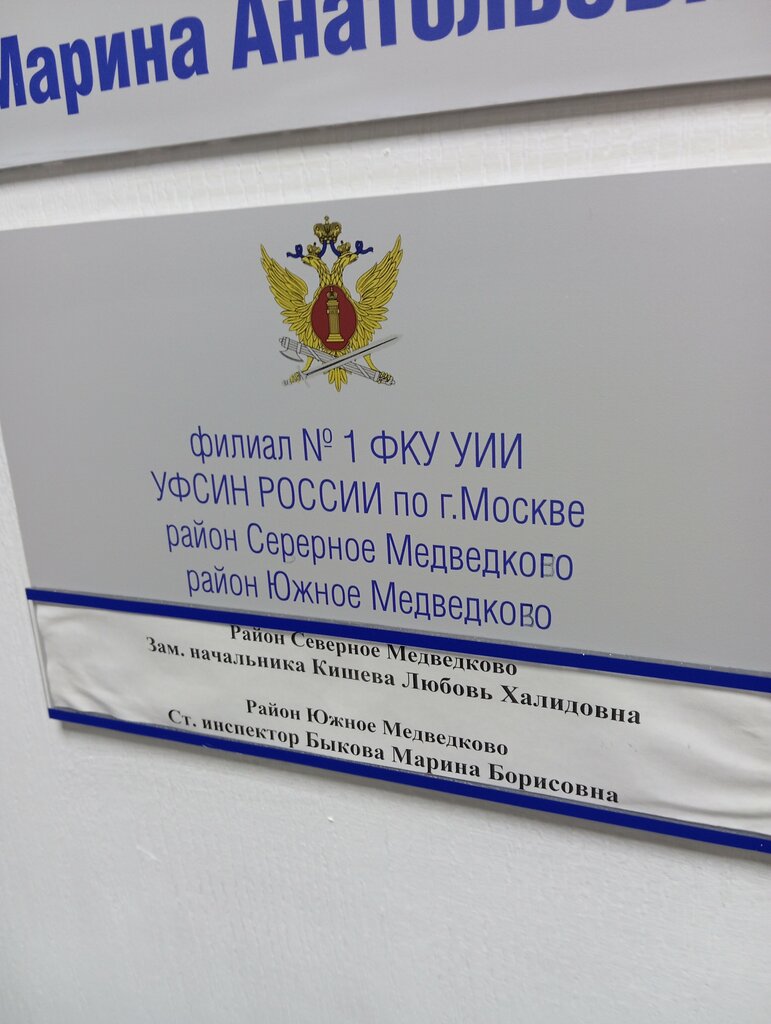 Марина Анатольевн
филиал № 1 ФКУ УИИ
УФСИН РОССИИ по г.Москве
район Серерное Медведково
район Южное Медведково
Район Северное Медведково
Зам. начальника Кишева Любовь Халидовна
Район Южное Медведково
Ст. инспектор Быкова Марина Борисовна